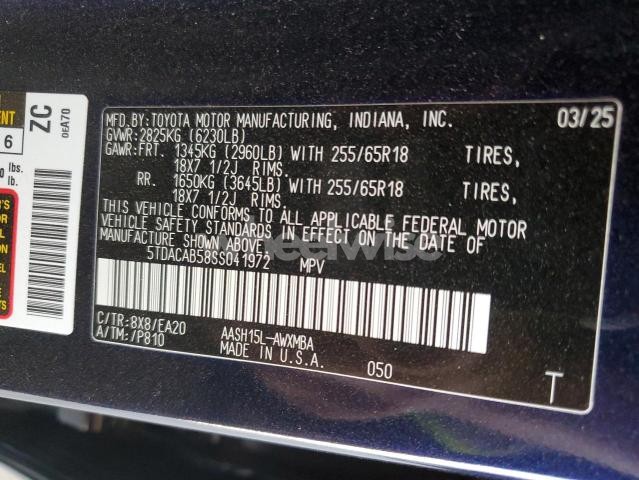 MFD.BY:TOYOTA MOTOR MANUFACTURING, INDIANA, INC. 03/25
GVWR:2825KG (6230LB)
GAWR:FRT. 1345KG (2960LB) WITH 255/65R18 TIRES,
18X7 1/2J RIMS.
RR. 1650KG (3645LB) WITH 255/65R18 TIRES,
18X7 1/2J RIMS.
THIS VEHICLE CONFORMS TO ALL APPLICABLE FEDERAL MOTOR
VEHICLE SAFETY STANDARDS IN EFFECT ON THE DATE OF
MANUFACTURE SHOWN ABOVE.
5TDACAB58SS041972 MPV
C/TR:8X8/EA20 AASH15L-AWXMBA
A/TM:/P810 MADE IN U.S.A. 050
T
ZC
0EA70
6
lbs.
lb.